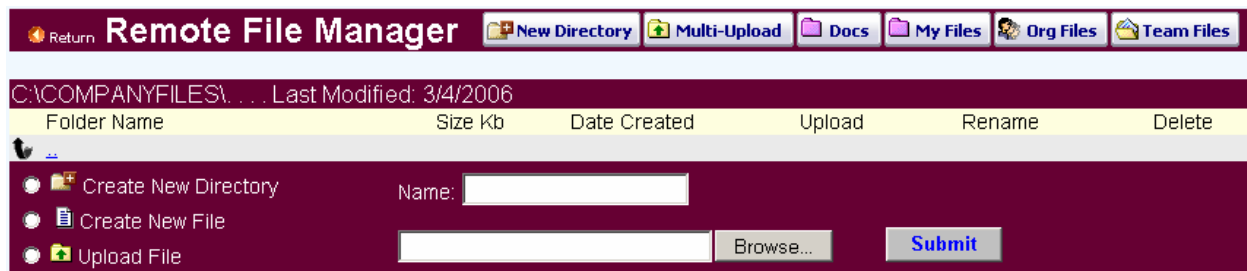 Return Remote File Manager New Directory Multi-Upload Docs My Files Org Files Team Files
C:\COMPANYFILES\. . . . Last Modified: 3/4/2006
Folder Name Size Kb Date Created Upload Rename Delete
..
Create New Directory Name:
Create New File
Upload File Browse... Submit